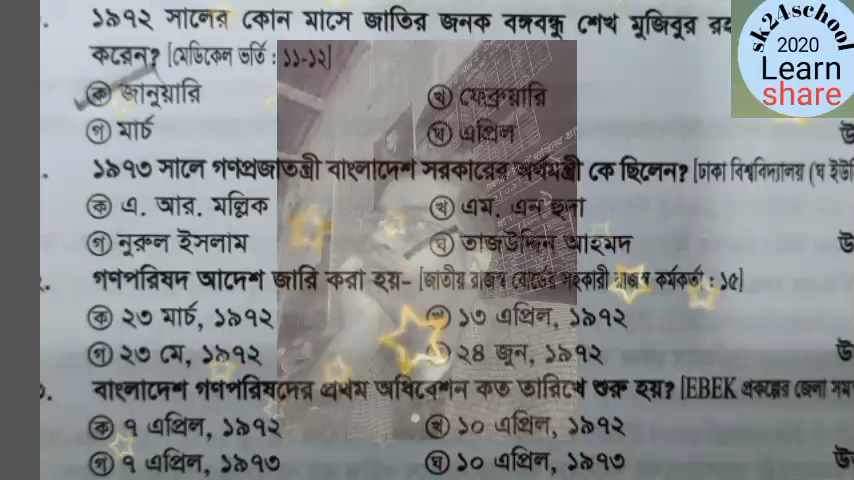 ১৯৭২ সালের কোন মাসে জাতির জনক বঙ্গবন্ধু শেখ মুজিবুর
করেন? [মেডিকেল ভর্তি : ১১-১২]
ক জানুয়ারি খ ফেব্রুয়ারি
গ মার্চ ঘ এপ্রিল
১৯৭৩ সালে গণপ্রজাতন্ত্রী বাংলাদেশ সরকারের অর্থমন্ত্রী কে ছিলেন? [ঢাকা বিশ্ববিদ্যালয় (ঘ
ক এ. আর. মল্লিক খ এম. এন হুদা
গ নুরুল ইসলাম ঘ তাজউদ্দিন আহমদ
গণপরিষদ আদেশ জারি করা হয়- [জাতীয় রাজস্ব বোর্ডের সহকারী রাজস্ব কর্মকর্তা : ১৫]
ক ২৩ মার্চ, ১৯৭২ খ ১৩ এপ্রিল, ১৯৭২
গ ২৩ মে, ১৯৭২ ২৪ জুন, ১৯৭২
বাংলাদেশ গণপরিষদের প্রথম অধিবেশন কত তারিখে শুরু হয়? [EBEK প্রকল্পের জেলা
ক ৭ এপ্রিল, ১৯৭২ খ ১০ এপ্রিল, ১৯৭২
গ ৭ এপ্রিল, ১৯৭৩ ঘ ১০ এপ্রিল, ১৯৭৩
sk24school
2020
Learn
share